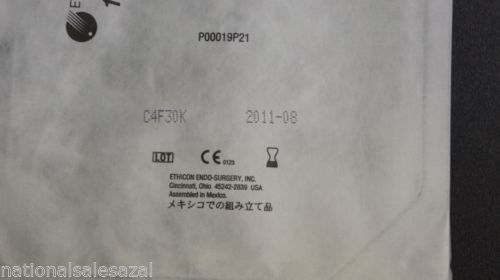 E
1
P00019P21
C4F30K 2011-08
LOT CE 0123
ETHICON ENDO-SURGERY, INC.
Cincinnati, Ohio 45242-2839 USA
Assembled in Mexico.
メキシコでの組み立て品
nationalsalesazal